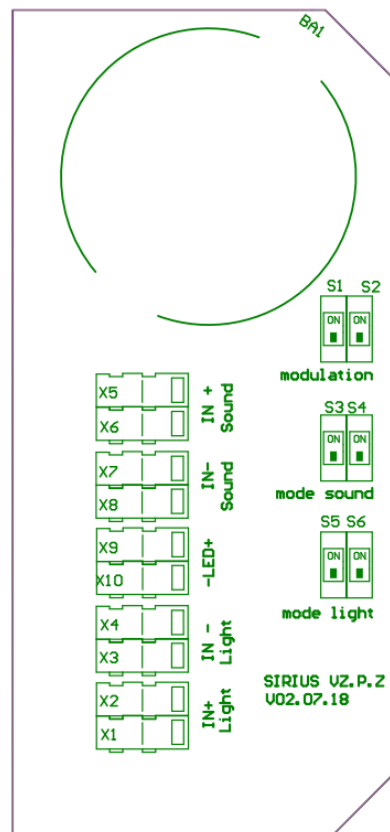 BA1
S1 S2
ON ON
modulation
X5
X6
IN +
Sound
S3 S4
ON ON
mode sound
X7
X8
IN-
Sound
X9
X10
-LED+
S5 S6
ON ON
mode light
X4
X3
IN -
Light
X2
X1
IN+
Light
SIRIUS VZ.P.Z
V02.07.18